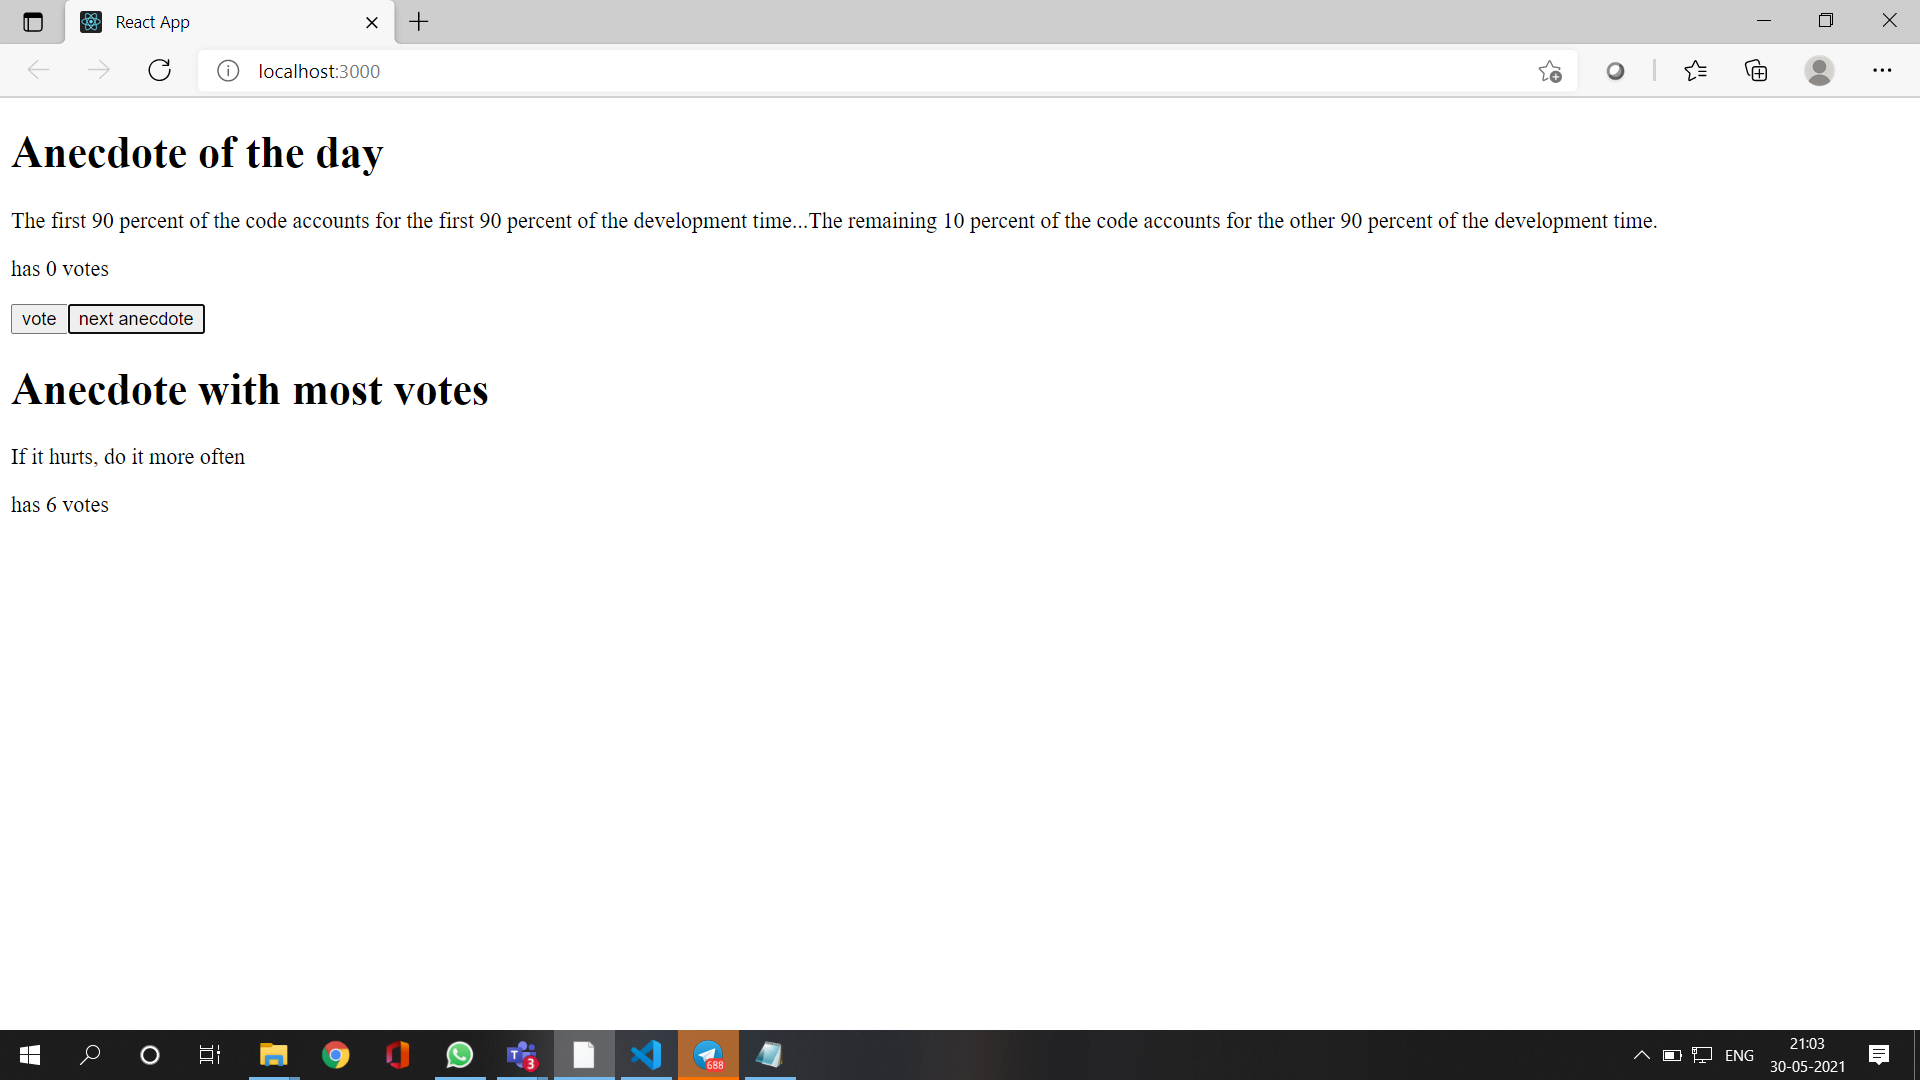 React App
localhost:3000
Anecdote of the day
The first 90 percent of the code accounts for the first 90 percent of the development time...The remaining 10 percent of the code accounts for the other 90 percent of the development time.
has 0 votes
vote next anecdote
Anecdote with most votes
If it hurts, do it more often
has 6 votes
T 3 688 ENG
21:03
30-05-2021